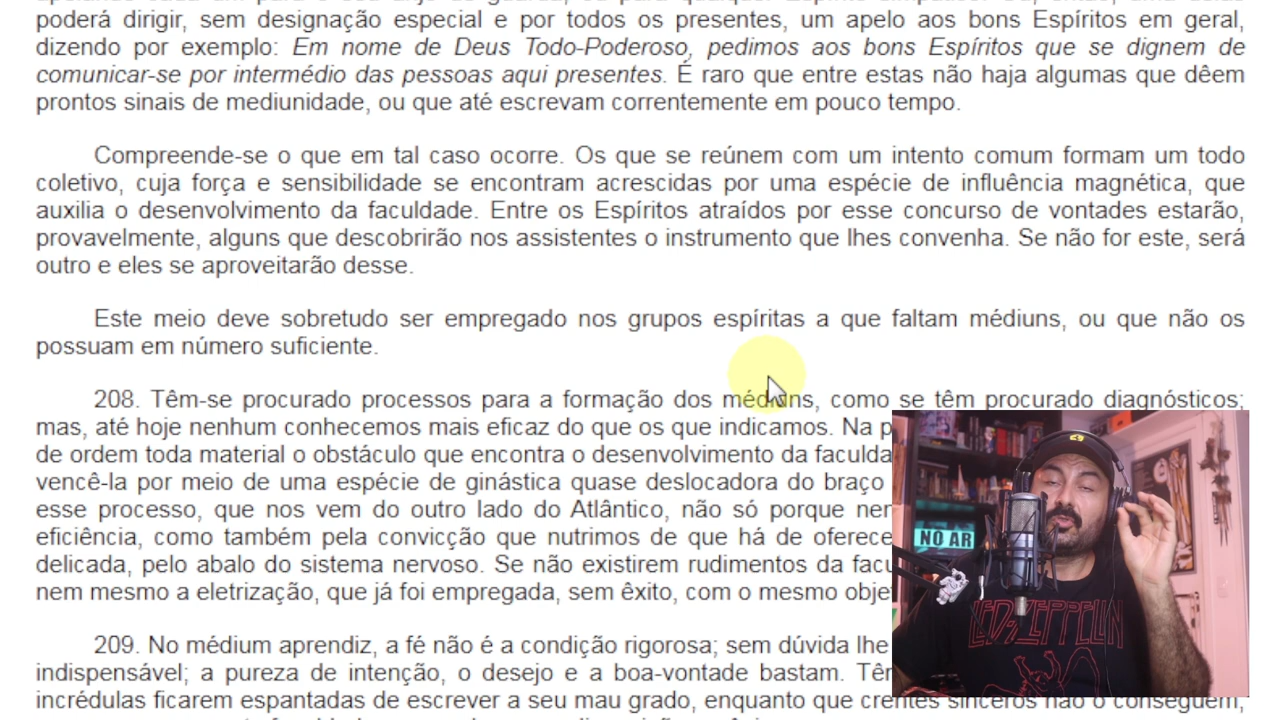 poderá dirigir, sem designação especial e por todos os presentes, um apelo aos bons Espíritos em geral,
dizendo por exemplo: Em nome de Deus Todo-Poderoso, pedimos aos bons Espíritos que se dignem de
comunicar-se por intermédio das pessoas aqui presentes. É raro que entre estas não haja algumas que dêem
prontos sinais de mediunidade, ou que até escrevam correntemente em pouco tempo.
Compreende-se o que em tal caso ocorre. Os que se reúnem com um intento comum formam um todo
coletivo, cuja força e sensibilidade se encontram acrescidas por uma espécie de influência magnética, que
auxilia o desenvolvimento da faculdade. Entre os Espíritos atraídos por esse concurso de vontades estarão,
provavelmente, alguns que descobrirão nos assistentes o instrumento que lhes convenha. Se não for este, será
outro e eles se aproveitarão desse.
Este meio deve sobretudo ser empregado nos grupos espíritas a que faltam médiuns, ou que não os
possuam em número suficiente.
208. Têm-se procurado processos para a formação dos médiuns, como se têm procurado diagnósticos;
mas, até hoje nenhum conhecemos mais eficaz do que os que indicamos. Na p
de ordem toda material o obstáculo que encontra o desenvolvimento da faculda
vencê-la por meio de uma espécie de ginástica quase deslocadora do braço
esse processo, que nos vem do outro lado do Atlântico, não só porque nen
eficiência, como também pela convicção que nutrimos de que há de oferece
delicada, pelo abalo do sistema nervoso. Se não existirem rudimentos da facu
nem mesmo a eletrização, que já foi empregada, sem êxito, com o mesmo obje
NO AR
LED ZEPPELIN
209. No médium aprendiz, a fé não é a condição rigorosa; sem dúvida lhe
indispensável; a pureza de intenção, o desejo e a boa-vontade bastam. Têr
incrédulas ficarem espantadas de escrever a seu mau grado, enquanto que crentes sinceros não o conseguem,